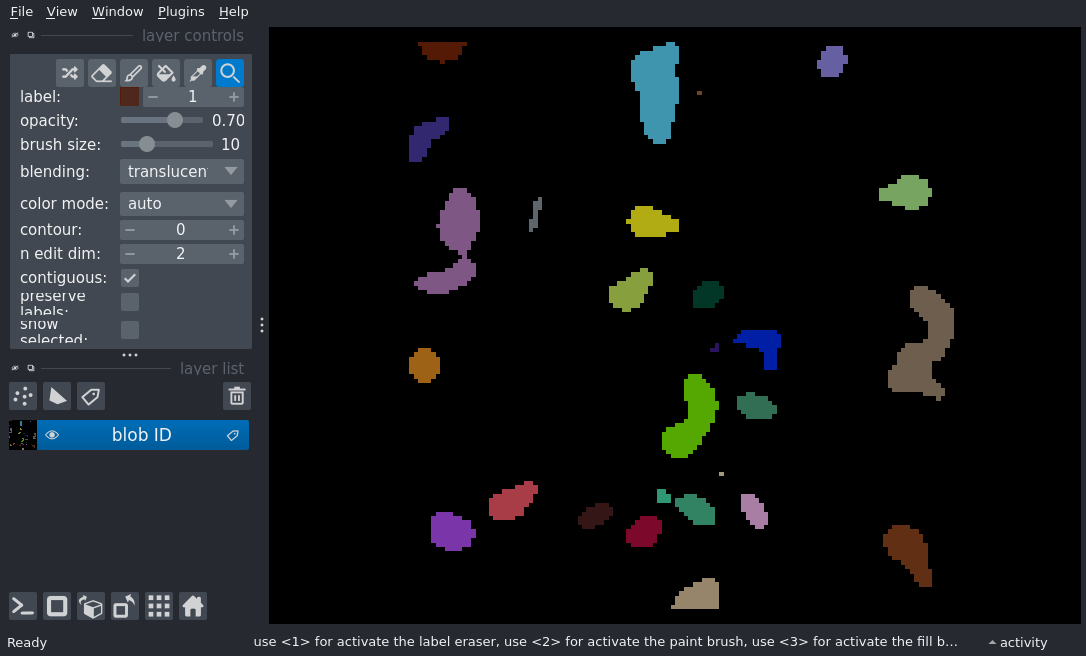 File View Window Plugins Help
layer controls
label: 1
opacity: 0.70
brush size: 10
blending: translucen
color mode: auto
contour: 0
n edit dim: 2
contiguous:
preserve
labels:
show
selected:
layer list
blob ID
Ready use <1> for activate the label eraser, use <2> for activate the paint brush, use <3> for activate the fill b... activity